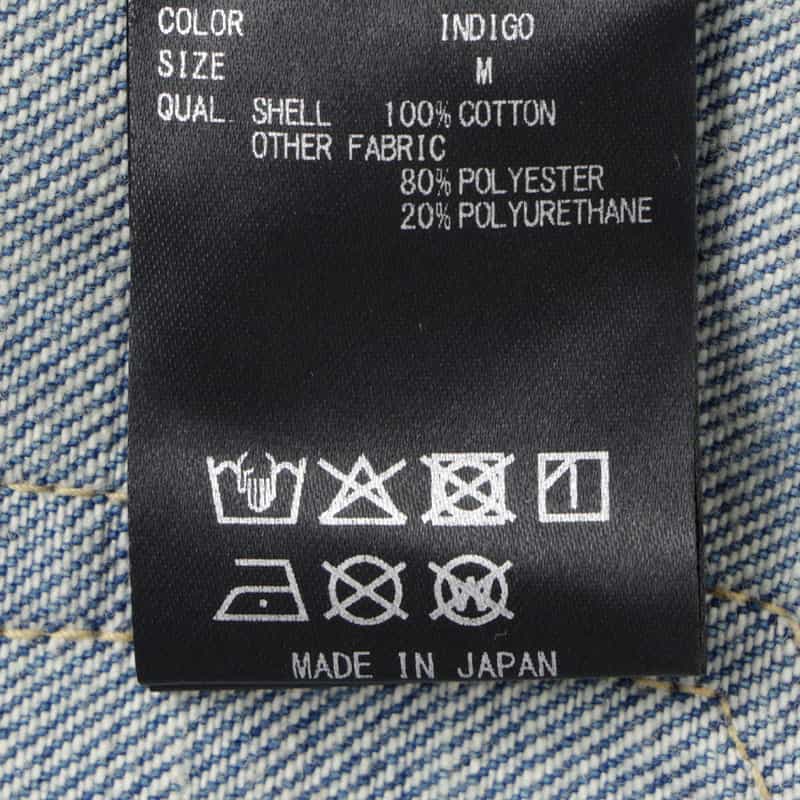 COLOR INDIGO
SIZE M
QUAL. SHELL 100% COTTON
OTHER FABRIC
80% POLYESTER
20% POLYURETHANE
W
MADE IN JAPAN